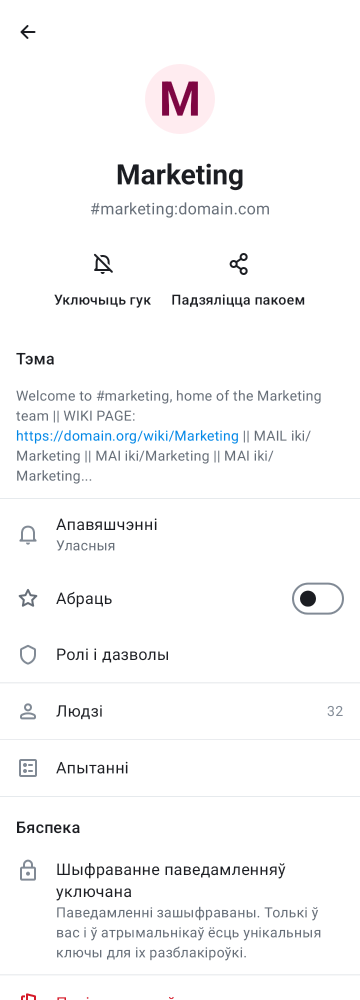 M
Marketing
#marketing:domain.com
Уключыць гук
Падзяліцца пакоем
Тэма
Welcome to #marketing, home of the Marketing
team || WIKI PAGE:
https://domain.org/wiki/Marketing || MAIL iki/
Marketing || MAI iki/Marketing || MAI iki/
Marketing...
Апавяшчэнні
Уласныя
Абраць
Ролі і дазволы
Людзі 32
Апытанні
Бяспека
Шыфраванне паведамленняў
уключана
Паведамленні зашыфраваны. Толькі ў
вас і ў атрымальнікаў ёсць унікальныя
ключы для іх разблакіроўкі.